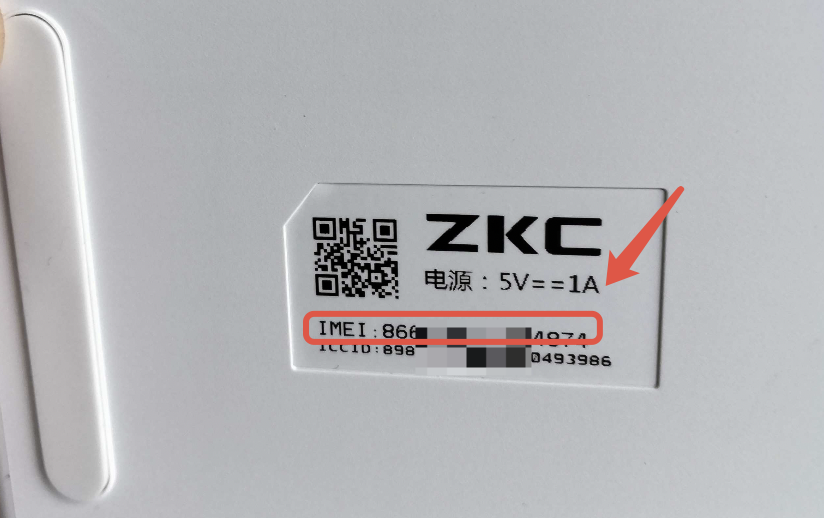 ZKC
电源：5V==1A
IMEI:866 4874
ICCID:898 0493986